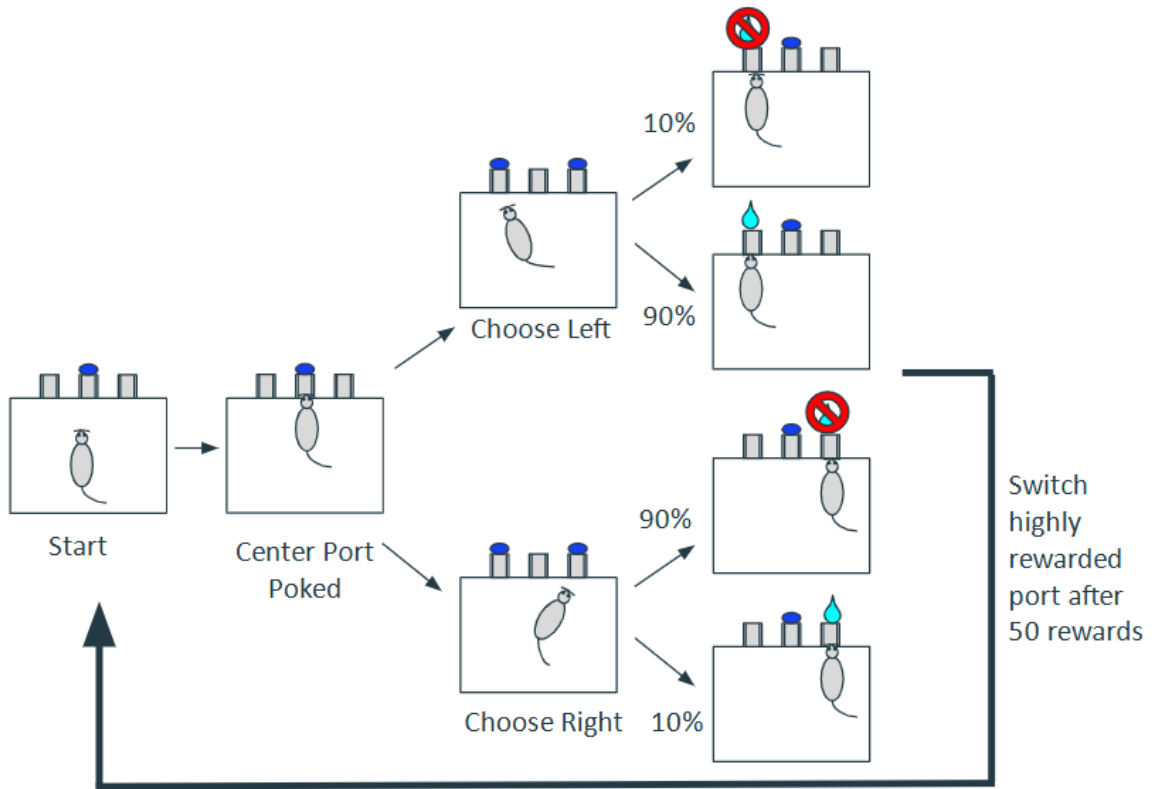 10%
90%
Choose Left
Start
Center Port
Poked
90%
Choose Right
10%
Switch
highly
rewarded
port after
50 rewards